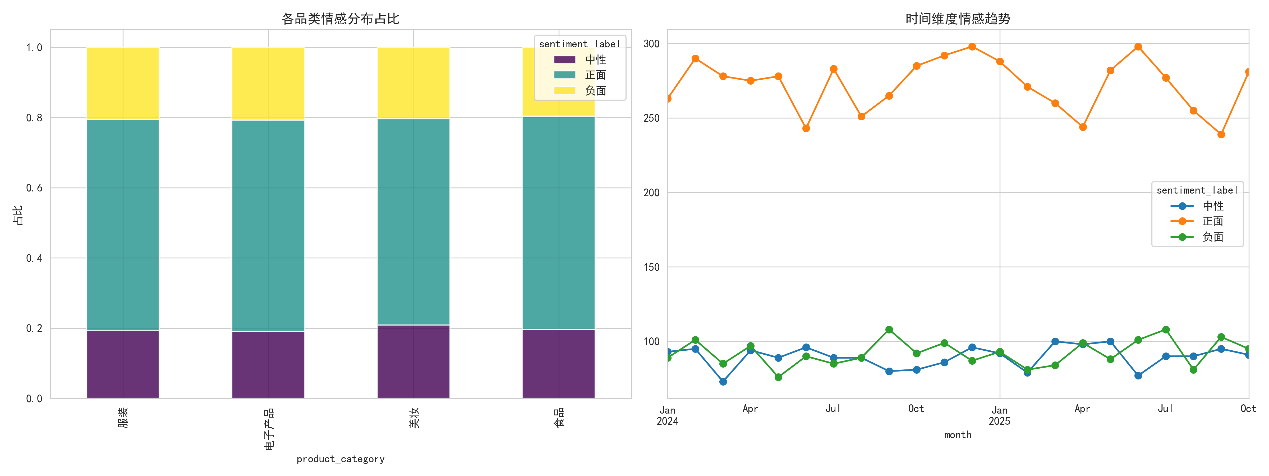 各品类情感分布占比
占比
1.0
0.8
0.6
0.4
0.2
0.0
sentiment_label
中性
正面
负面
服装
电子产品
美妆
食品
product_category
时间维度情感趋势
300
250
200
150
100
sentiment_label
中性
正面
负面
Jan
2024
Apr
Jul
Oct
Jan
2025
Apr
Jul
Oct
month